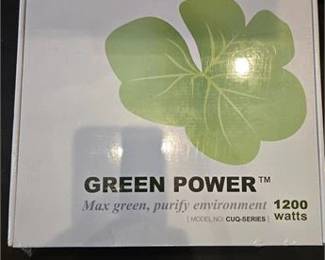 GREEN POWER™
Max green, purify environment 1200 watts
[ MODEL.NO: CUQ-SERIES ]